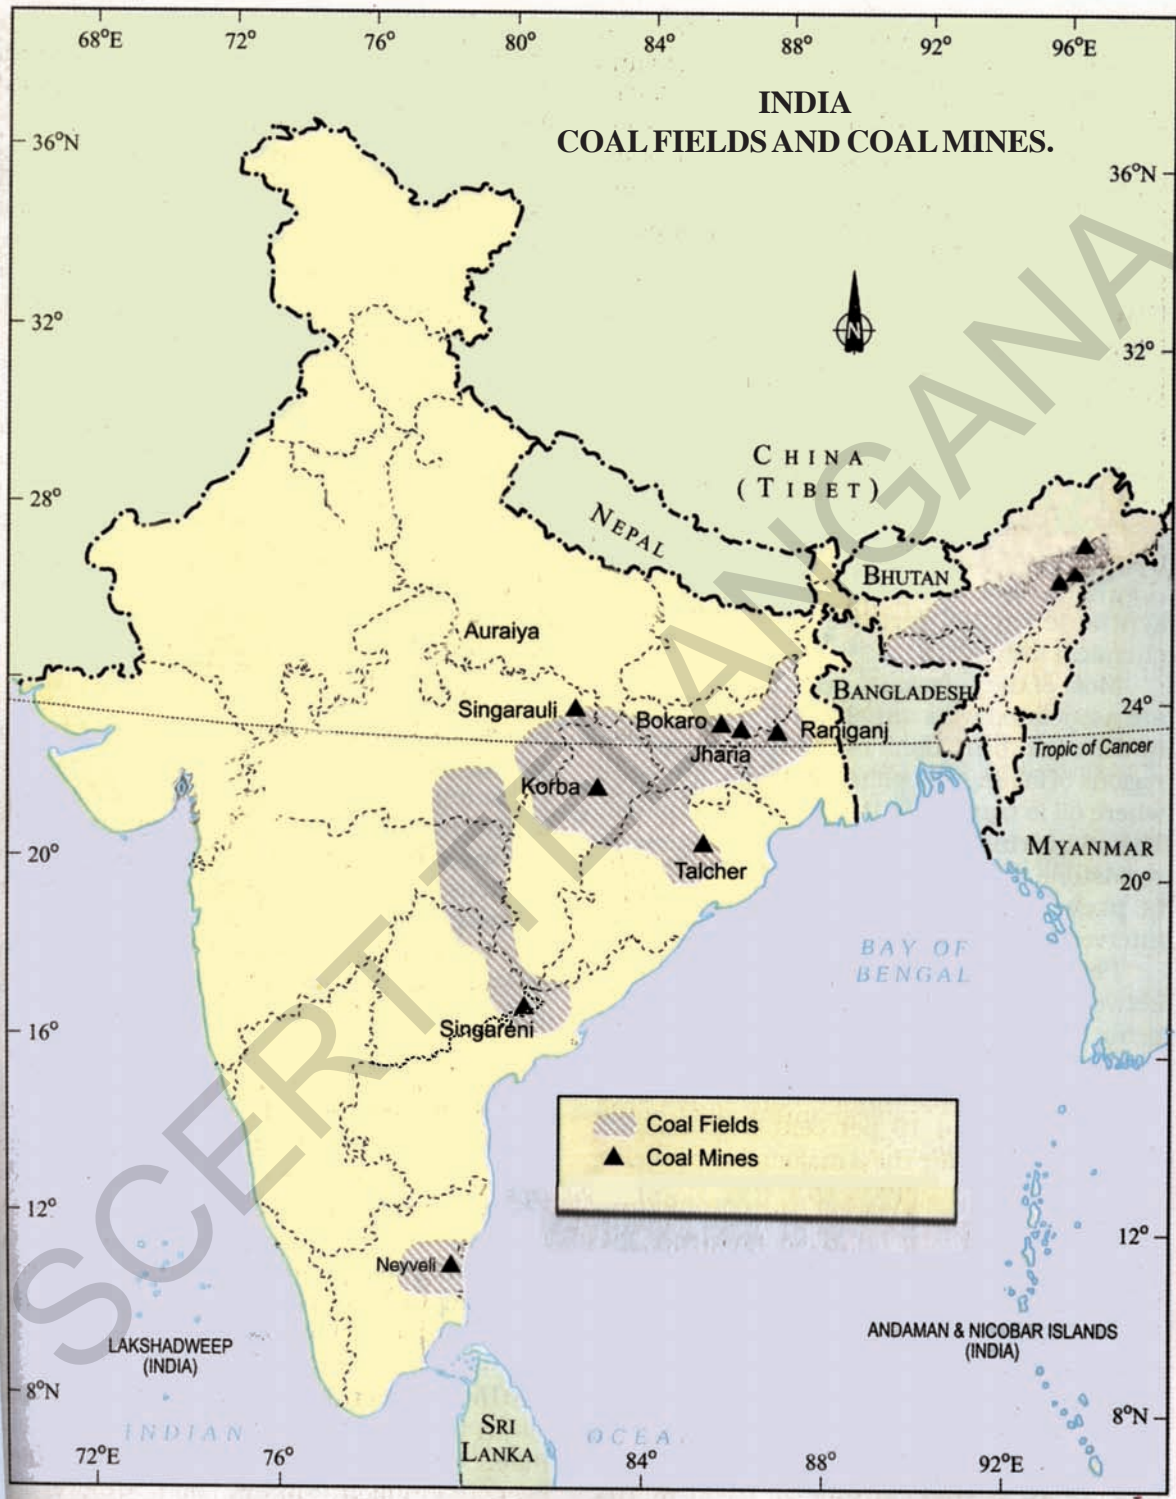 68°E 72° 76° 80° 84° 88° 92° 96°E
INDIA
COAL FIELDS AND COAL MINES.
36°N
36°N
32°
32°
N
CHINA
(TIBET)
28°
NEPAL
BHUTAN
Auraiya
BANGLADESH
Singarauli
Bokaro
Raniganj
24°
Jharia
Tropic of Cancer
Korba
20°
Talcher
MYANMAR
20°
BAY OF
BENGAL
Singareni
16°
Coal Fields
Coal Mines
12°
12°
Neyveli
LAKSHADWEEP
(INDIA)
ANDAMAN & NICOBAR ISLANDS
(INDIA)
8°N
8°N
SRI
LANKA
INDIAN OCEA
72°E 76° 84° 88° 92°E
SCERT TELANGANA